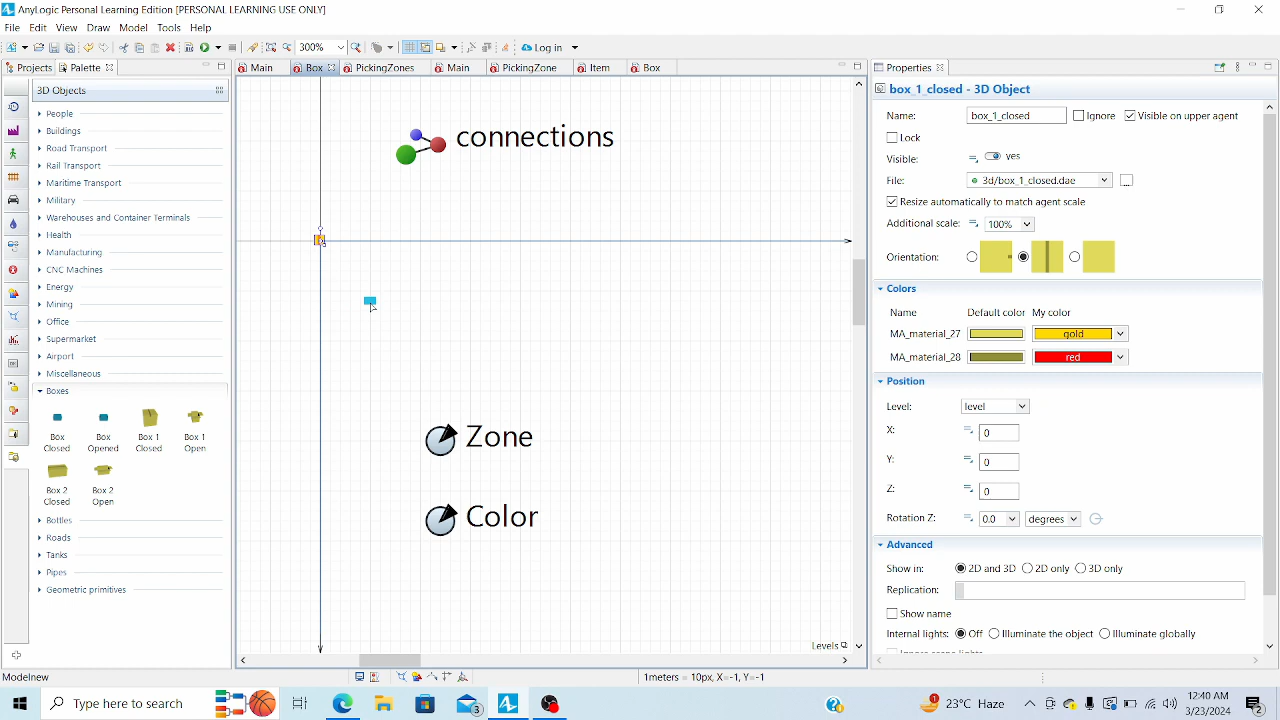 AnyLogic Personal Learning Edition [PERSONAL LEARNING USE ONLY]
File Edit View Draw Model Tools Help
300% Log in
Projects Palette Main Box PickingZones Main PickingZone Item Box Properties
3D Objects
People
Buildings
Road Transport
Rail Transport
Maritime Transport
Military
Warehouses and Container Terminals
Health
Manufacturing
CNC Machines
Energy
Mining
Office
Supermarket
Airport
Miscellaneous
Boxes
Box Closed
Box Opened
Box 1 Closed
Box 1 Open
Box 2 Closed
Box 2 Open
Bottles
Roads
Tanks
Pipes
Geometric primitives
connections
Zone
Color
Levels
box_1_closed - 3D Object
Name: box_1_closed Ignore Visible on upper agent
Lock
Visible: yes
File: 3d/box_1_closed.dae
Resize automatically to match agent scale
Additional scale: 100%
Orientation:
Colors
Name Default color My color
MA_material_27 gold
MA_material_28 red
Position
Level: level
X: 0
Y: 0
Z: 0
Rotation Z: 0.0 degrees
Advanced
Show in: 2D and 3D 2D only 3D only
Replication:
Show name
Internal lights: Off Illuminate the object Illuminate globally
Modelnew 1meters = 10px, X=-1, Y=-1
Type here to search 3 23°C Haze 1 2
3/23/2024